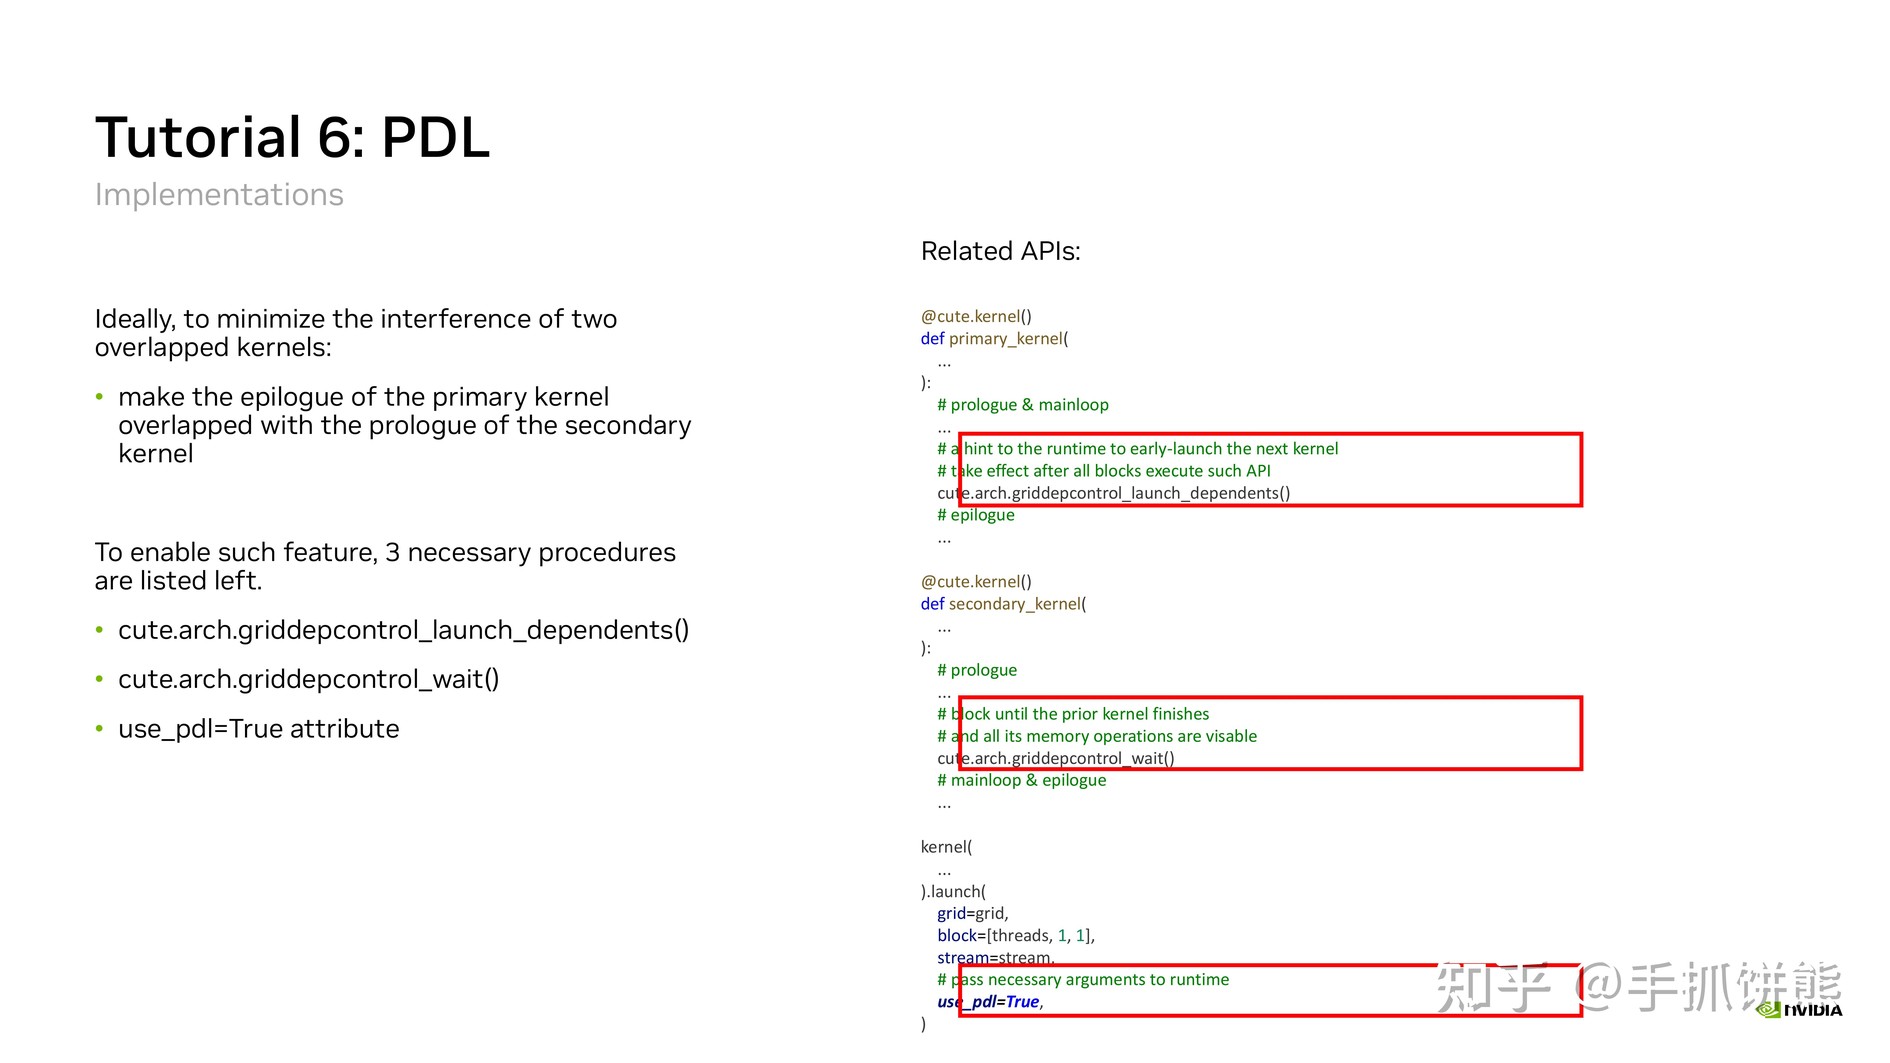 Tutorial 6: PDL
Implementations
Ideally, to minimize the interference of two
overlapped kernels:
• make the epilogue of the primary kernel
overlapped with the prologue of the secondary
kernel
To enable such feature, 3 necessary procedures
are listed left.
• cute.arch.griddepcontrol_launch_dependents()
• cute.arch.griddepcontrol_wait()
• use_pdl=True attribute
Related APIs:
@cute.kernel()
def primary_kernel(
...
):
# prologue & mainloop
...
# a hint to the runtime to early-launch the next kernel
# take effect after all blocks execute such API
cute.arch.griddepcontrol_launch_dependents()
# epilogue
...
@cute.kernel()
def secondary_kernel(
...
):
# prologue
...
# block until the prior kernel finishes
# and all its memory operations are visable
cute.arch.griddepcontrol_wait()
# mainloop & epilogue
...
kernel(
...
).launch(
grid=grid,
block=[threads, 1, 1],
stream=stream,
# pass necessary arguments to runtime
use_pdl=True,
)
知乎 @手抓饼熊
NVIDIA